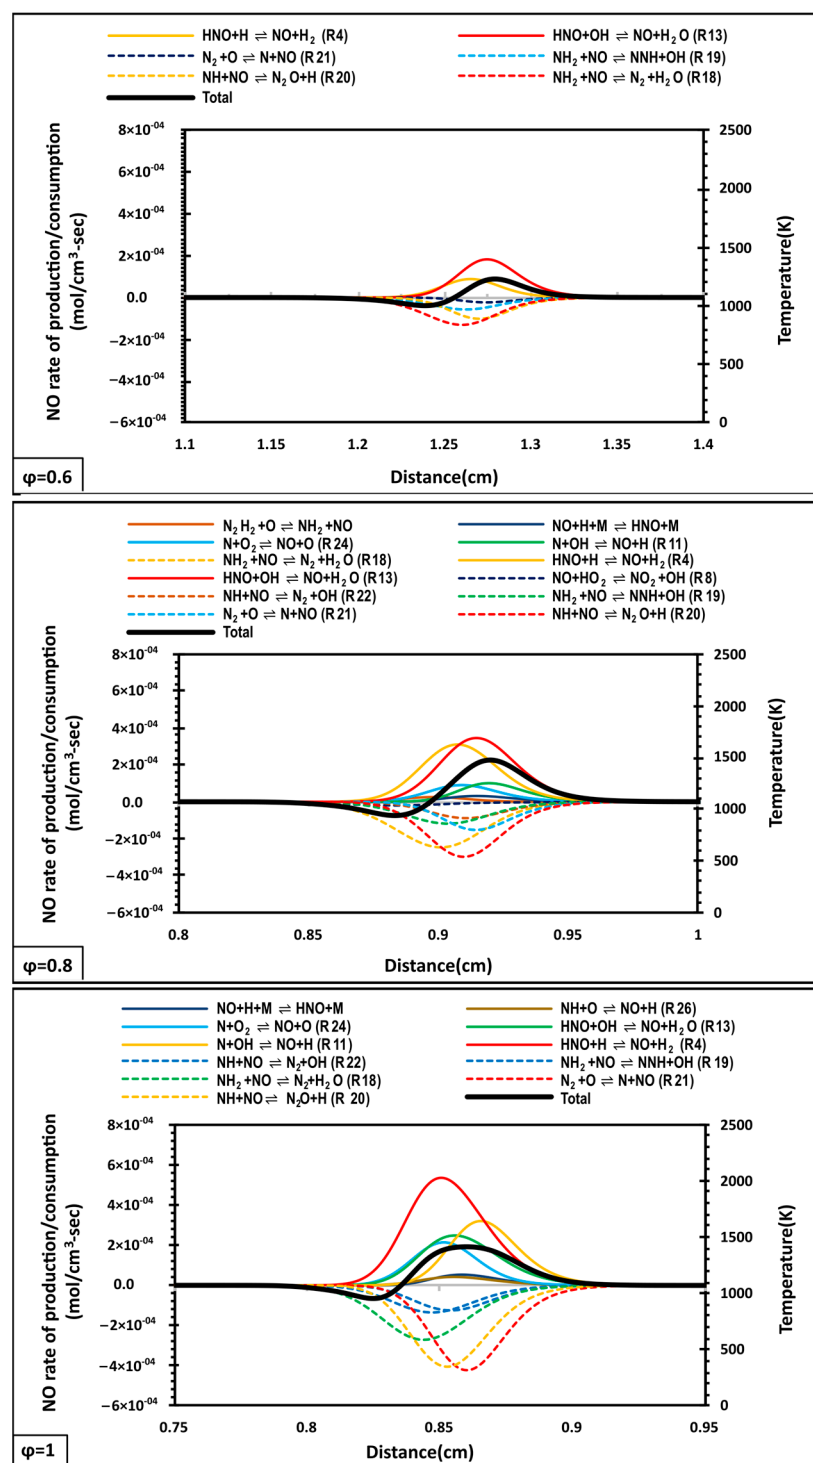 HNO+H ⇌ NO+H₂ (R4) HNO+OH ⇌ NO+H₂O (R13)
N₂+O ⇌ N+NO (R21) NH₂+NO ⇌ NNH+OH (R19)
NH+NO ⇌ N₂O+H (R20) NH₂+NO ⇌ N₂+H₂O (R18)
Total
NO rate of production/consumption
(mol/cm³-sec)
8×10⁻⁰⁴
6×10⁻⁰⁴
4×10⁻⁰⁴
2×10⁻⁰⁴
0.0
−2×10⁻⁰⁴
−4×10⁻⁰⁴
−6×10⁻⁰⁴
2500
2000
1500
1000
500
0
Temperature(K)
1.1 1.15 1.2 1.25 1.3 1.35 1.4
Distance(cm)
φ=0.6
N₂H₂+O ⇌ NH₂+NO NO+H+M ⇌ HNO+M
N+O₂ ⇌ NO+O (R24) N+OH ⇌ NO+H (R11)
NH₂+NO ⇌ N₂+H₂O (R18) HNO+H ⇌ NO+H₂ (R4)
HNO+OH ⇌ NO+H₂O (R13) NO+HO₂ ⇌ NO₂+OH (R8)
NH+NO ⇌ N₂+OH (R22) NH₂+NO ⇌ NNH+OH (R19)
N₂+O ⇌ N+NO (R21) NH+NO ⇌ N₂O+H (R20)
Total
NO rate of production/consumption
(mol/cm³-sec)
8×10⁻⁰⁴
6×10⁻⁰⁴
4×10⁻⁰⁴
2×10⁻⁰⁴
0.0
−2×10⁻⁰⁴
−4×10⁻⁰⁴
−6×10⁻⁰⁴
2500
2000
1500
1000
500
0
Temperature(K)
0.8 0.85 0.9 0.95 1
Distance(cm)
φ=0.8
NO+H+M ⇌ HNO+M NH+O ⇌ NO+H (R26)
N+O₂ ⇌ NO+O (R24) HNO+OH ⇌ NO+H₂O (R13)
N+OH ⇌ NO+H (R11) HNO+H ⇌ NO+H₂ (R4)
NH+NO ⇌ N₂+OH (R22) NH₂+NO ⇌ NNH+OH (R19)
NH₂+NO ⇌ N₂+H₂O (R18) N₂+O ⇌ N+NO (R21)
NH+NO ⇌ N₂O+H (R 20) Total
NO rate of production/consumption
(mol/cm³-sec)
8×10⁻⁰⁴
6×10⁻⁰⁴
4×10⁻⁰⁴
2×10⁻⁰⁴
0.0
−2×10⁻⁰⁴
−4×10⁻⁰⁴
−6×10⁻⁰⁴
2500
2000
1500
1000
500
0
Temperature(K)
0.75 0.8 0.85 0.9 0.95
Distance(cm)
φ=1